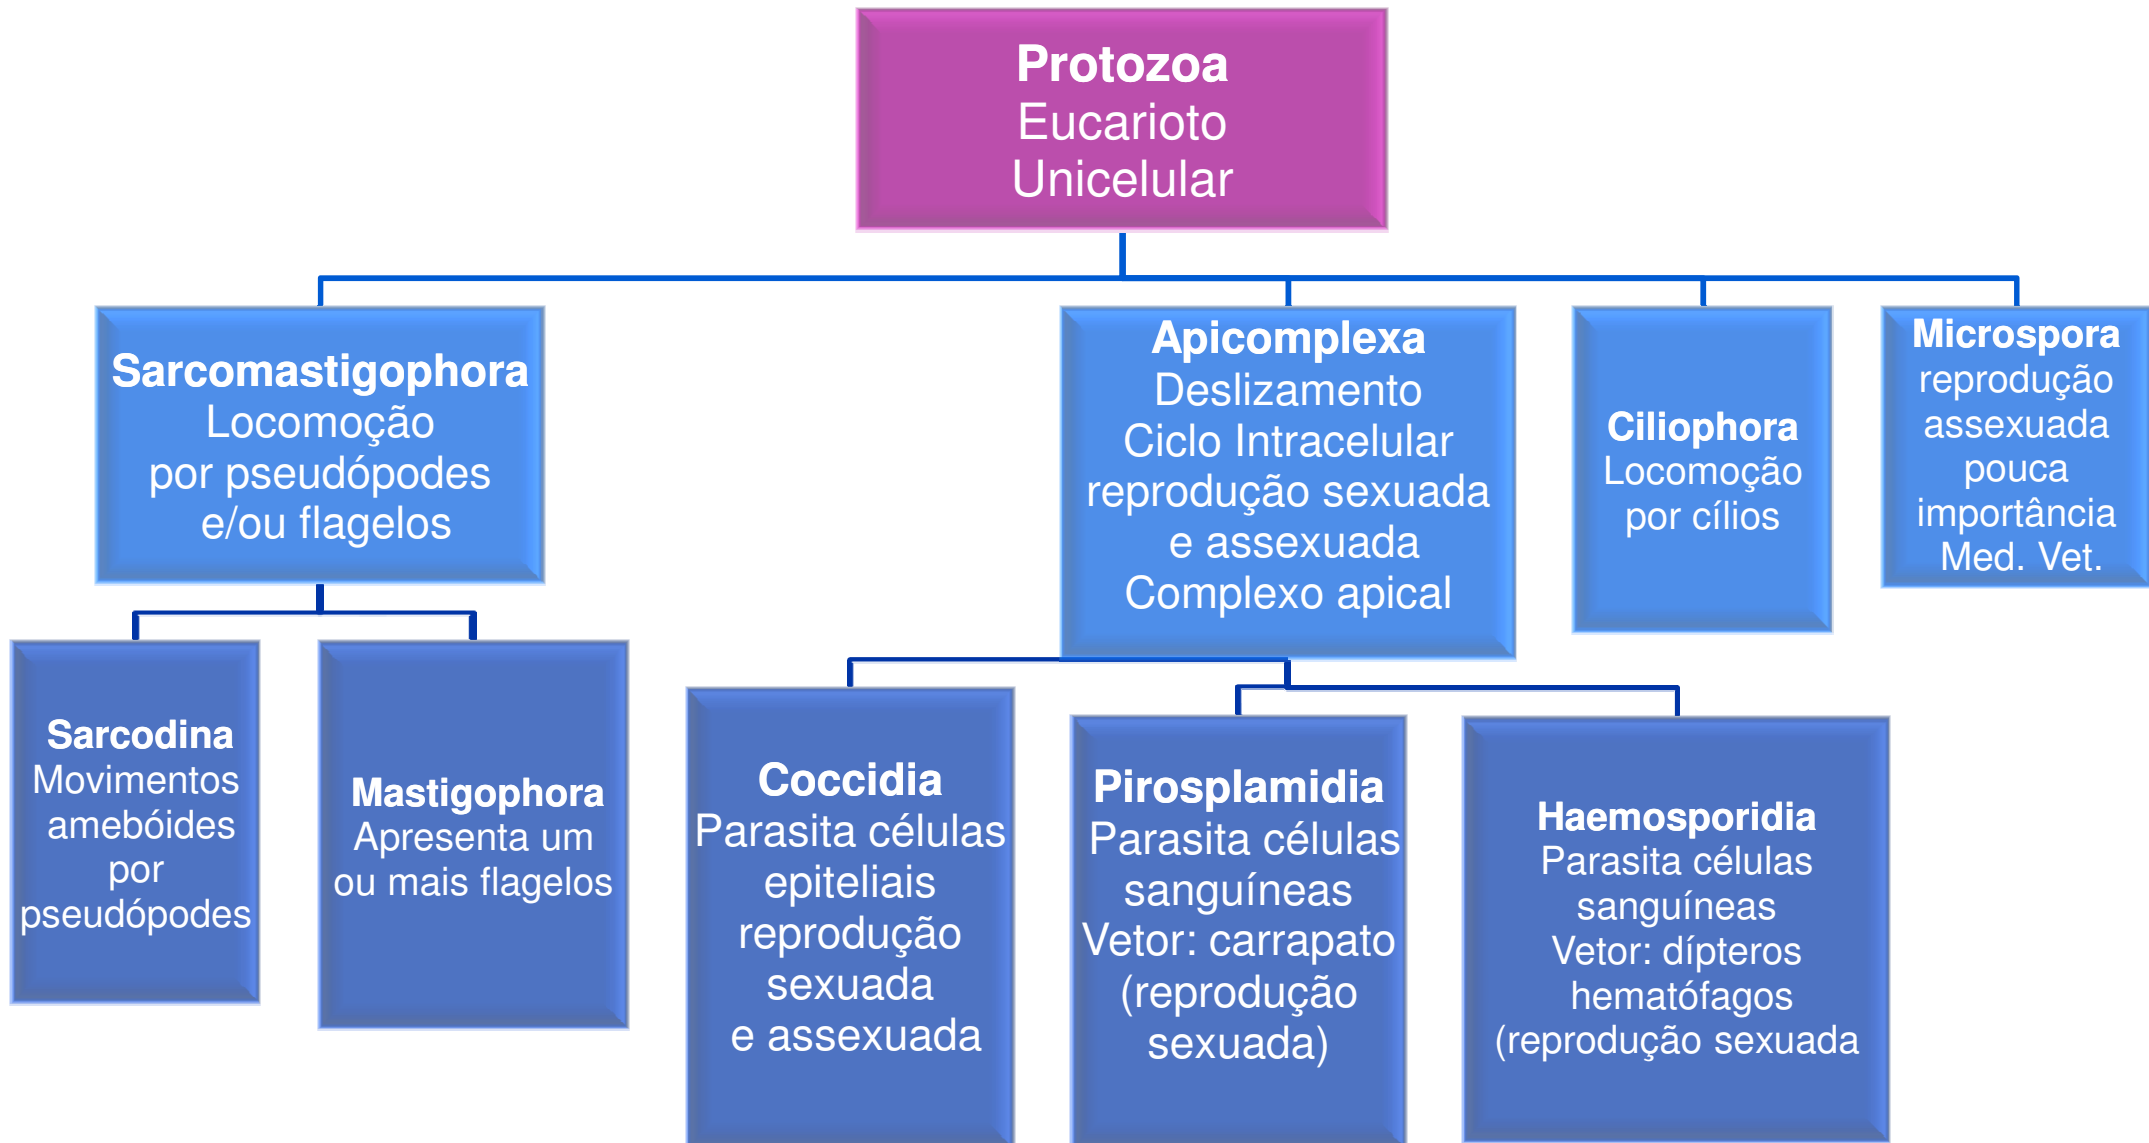 Protozoa
Eucarioto
Unicelular
Sarcomastigophora
Locomoção
por pseudópodes
e/ou flagelos
Apicomplexa
Deslizamento
Ciclo Intracelular
reprodução sexuada
e assexuada
Complexo apical
Ciliophora
Locomoção
por cílios
Microspora
reprodução
assexuada
pouca
importância
Med. Vet.
Sarcodina
Movimentos
amebóides
por
pseudópodes
Mastigophora
Apresenta um
ou mais flagelos
Coccidia
Parasita células
epiteliais
reprodução
sexuada
e assexuada
Pirosplamidia
Parasita células
sanguíneas
Vetor: carrapato
(reprodução
sexuada)
Haemosporidia
Parasita células
sanguíneas
Vetor: dípteros
hematófagos
(reprodução sexuada